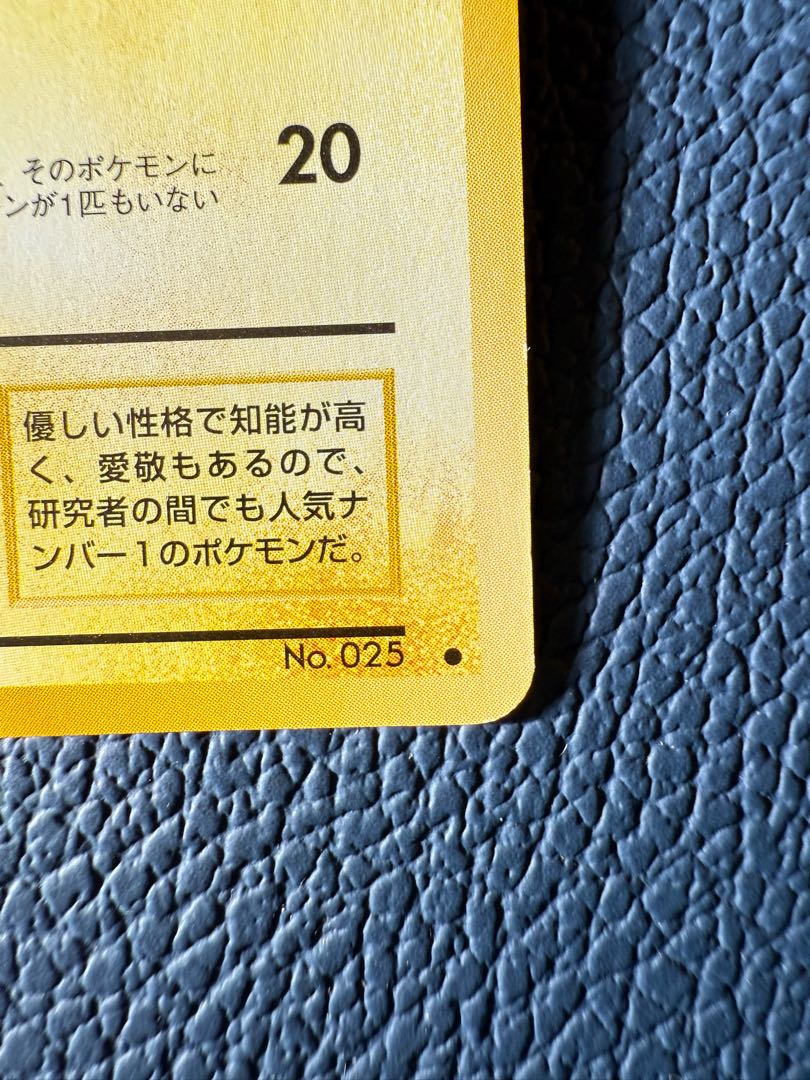 、そのポケモンに
ンが1匹もいない
20
優しい性格で知能が高
く、愛敬もあるので、
研究者の間でも人気ナ
ンバー1のポケモンだ。
No. 025 ●